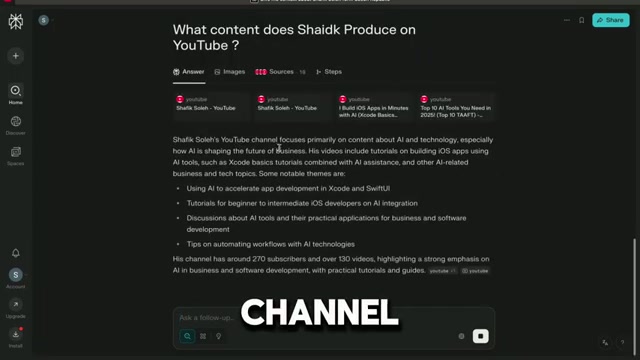 What content does Shaidk Produce on
YouTube ?
Share
S
Answer
Images
Sources
16
Steps
Home
Discover
Spaces
youtube
Shafik Soleh - YouTube
youtube
Shafik Soleh - YouTube
youtube
I Build iOS Apps in Minutes
with AI (Xcode Basics
youtube
Top 10 AI Tools You Need in
2025! (Top 10 TAAFT)...
Shafik Soleh's YouTube channel focuses primarily on content about AI and technology, especially
how AI is shaping the future of business. His videos include tutorials on building iOS apps using
AI tools, such as Xcode basics tutorials combined with AI assistance, and other AI-related
business and tech topics. Some notable themes are:
• Using AI to accelerate app development in Xcode and SwiftUI
• Tutorials for beginner to intermediate iOS developers on AI integration
• Discussions about AI tools and their practical applications for business and software
development
• Tips on automating workflows with AI technologies
His channel has around 270 subscribers and over 130 videos, highlighting a strong emphasis on
AI in business and software development, with practical tutorials and guides.
youtube +1
youtube
S
Account
Upgrade
Install
Ask a follow-up...
CHANNEL